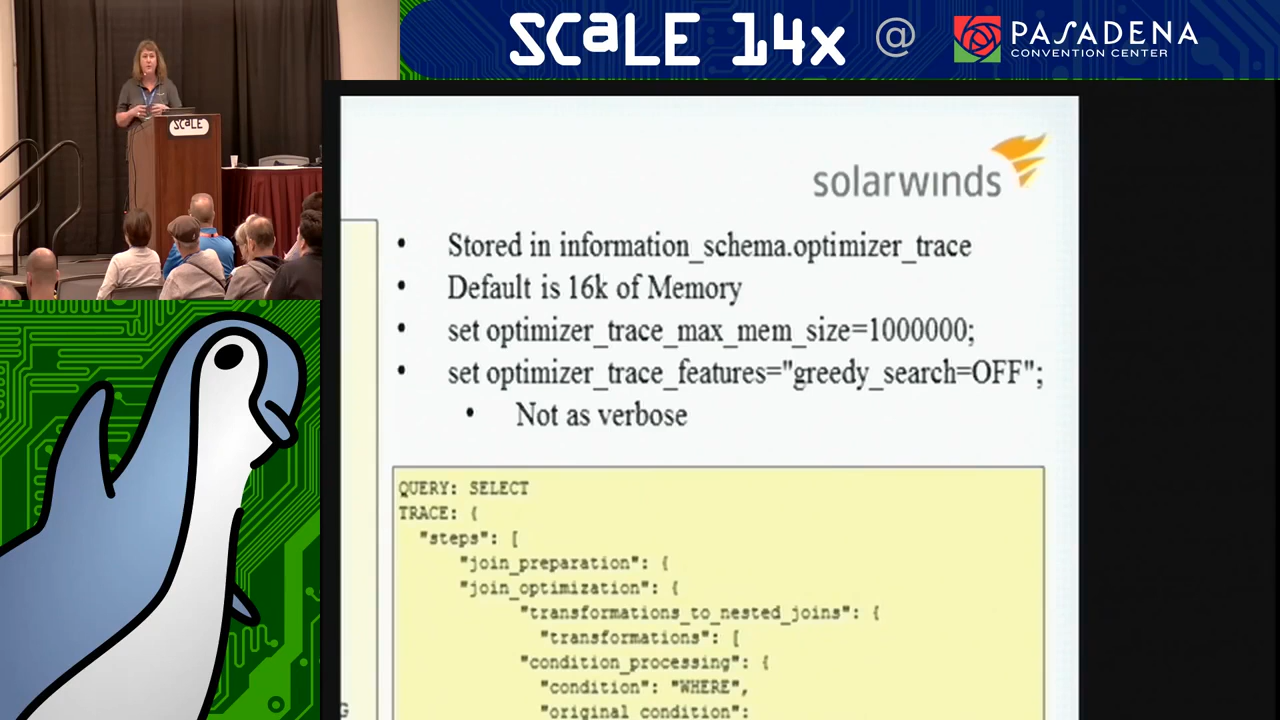 SCaLE 14x @ PASADENA
CONVENTION CENTER
SCALE
solarwinds
• Stored in information_schema.optimizer_trace
• Default is 16k of Memory
• set optimizer_trace_max_mem_size=1000000;
• set optimizer_trace_features="greedy_search=OFF";
• Not as verbose
QUERY: SELECT
TRACE: {
"steps": [
"join_preparation": {
"join_optimization": {
"transformations_to_nested_joins": {
"transformations": [
"condition_processing": {
"condition": "WHERE",
"original_condition":
G